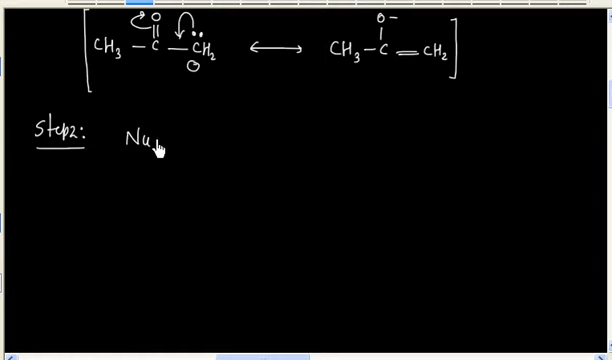 O O –
CH3 – C – CH2 ⟷ CH3 – C = CH2
⊖
Step2: Nu